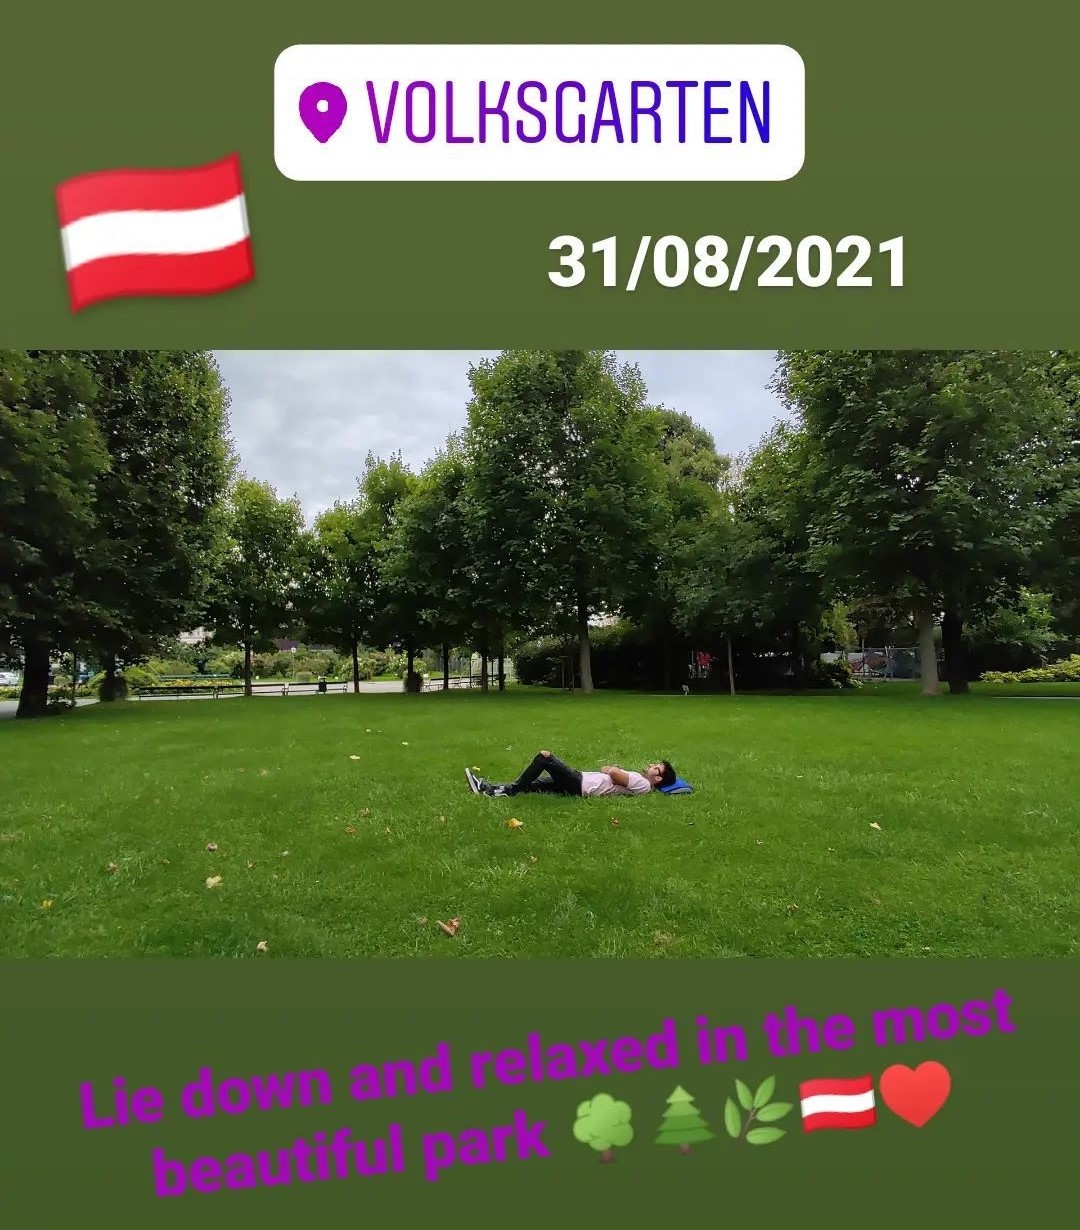 VOLKSGARTEN
31/08/2021
Lie down and relaxed in the most
beautiful park 🌳🌲🌿🇦🇹❤️